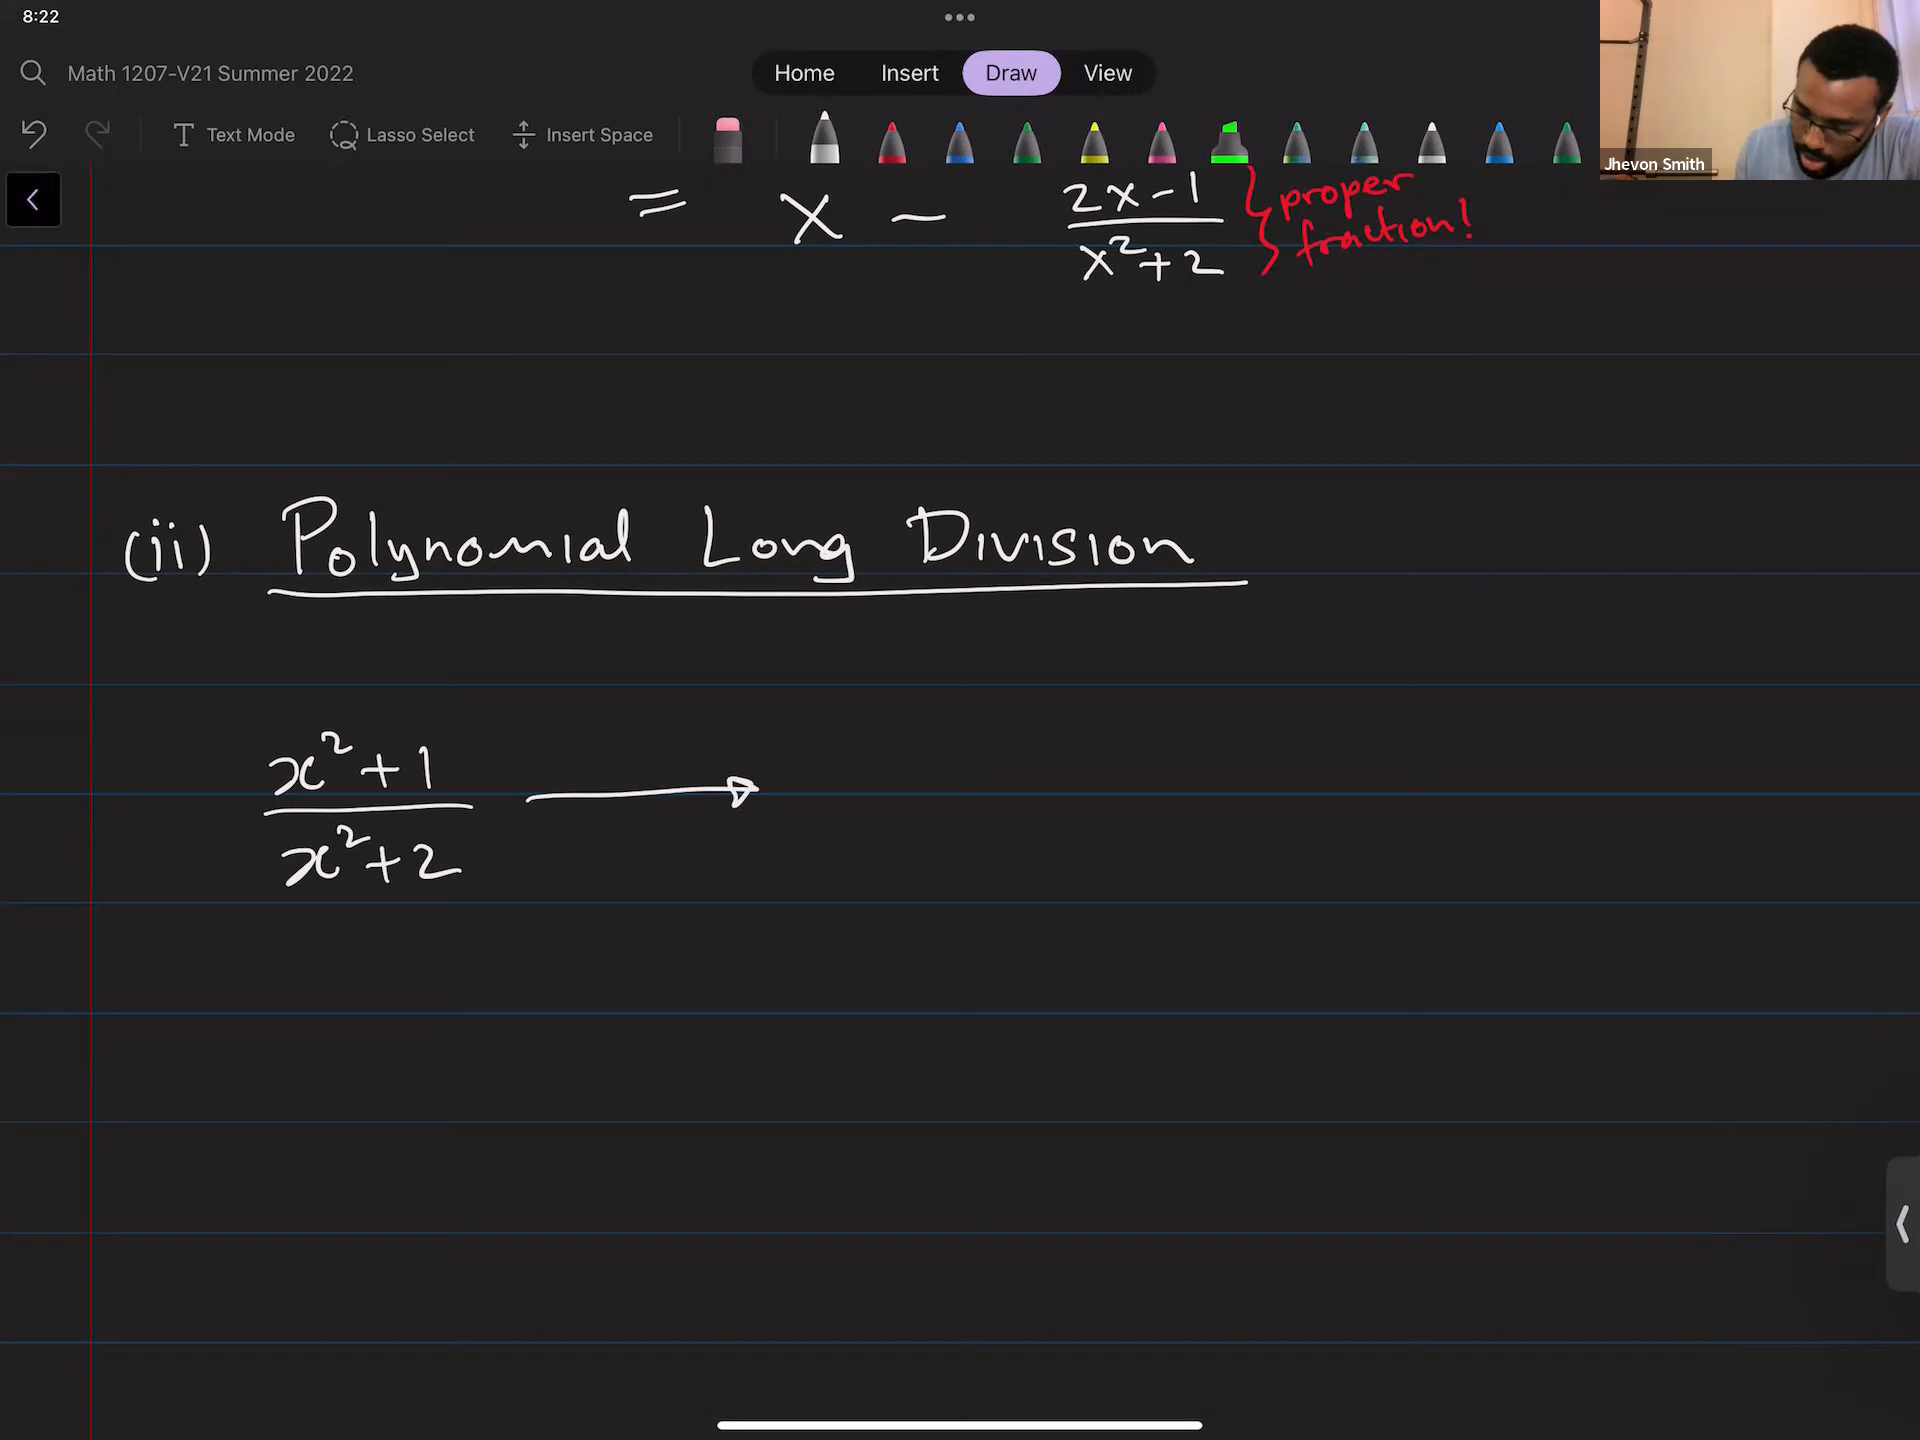 8:22
Math 1207-V21 Summer 2022
Home Insert Draw View
Text Mode Lasso Select Insert Space
Jhevon Smith
= x - (2x-1)/(x²+2) } proper fraction!
(ii) Polynomial Long Division
x²+1
x²+2